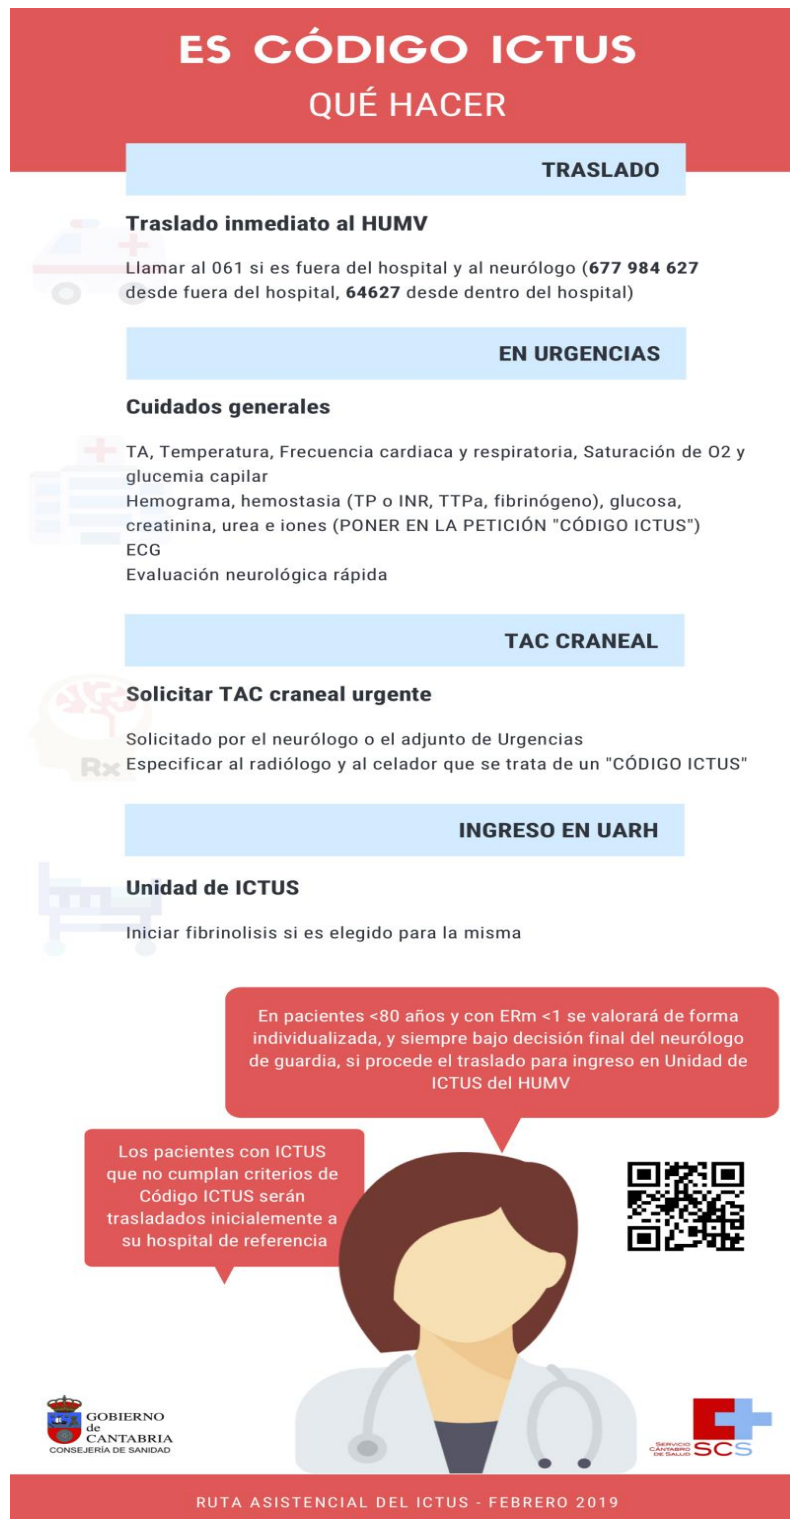 ES CÓDIGO ICTUS
QUÉ HACER
TRASLADO
Traslado inmediato al HUMV
Llamar al 061 si es fuera del hospital y al neurólogo (677 984 627
desde fuera del hospital, 64627 desde dentro del hospital)
EN URGENCIAS
Cuidados generales
TA, Temperatura, Frecuencia cardiaca y respiratoria, Saturación de O2 y
glucemia capilar
Hemograma, hemostasia (TP o INR, TTPa, fibrinógeno), glucosa,
creatinina, urea e iones (PONER EN LA PETICIÓN "CÓDIGO ICTUS")
ECG
Evaluación neurológica rápida
TAC CRANEAL
Solicitar TAC craneal urgente
Solicitado por el neurólogo o el adjunto de Urgencias
Rx
Especificar al radiólogo y al celador que se trata de un "CÓDIGO ICTUS"
INGRESO EN UARH
Unidad de ICTUS
Iniciar fibrinolisis si es elegido para la misma
En pacientes <80 años y con ERm <1 se valorará de forma
individualizada, y siempre bajo decisión final del neurólogo
de guardia, si procede el traslado para ingreso en Unidad de
ICTUS del HUMV
Los pacientes con ICTUS
que no cumplan criterios de
Código ICTUS serán
trasladados inicialemente a
su hospital de referencia
GOBIERNO
de
CANTABRIA
CONSEJERÍA DE SANIDAD
SERVICIO
CÁNTABRO
DE SALUD
SCS
RUTA ASISTENCIAL DEL ICTUS - FEBRERO 2019